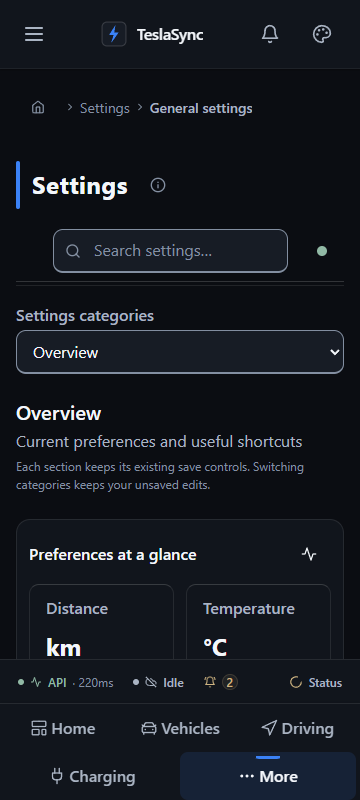 TeslaSync
Settings
General settings
Settings
Search settings...
Settings categories
Overview
Overview
Current preferences and useful shortcuts
Each section keeps its existing save controls. Switching
categories keeps your unsaved edits.
Preferences at a glance
Distance
km
Temperature
°C
API · 220ms
Idle
2
Status
Home
Vehicles
Driving
Charging
More